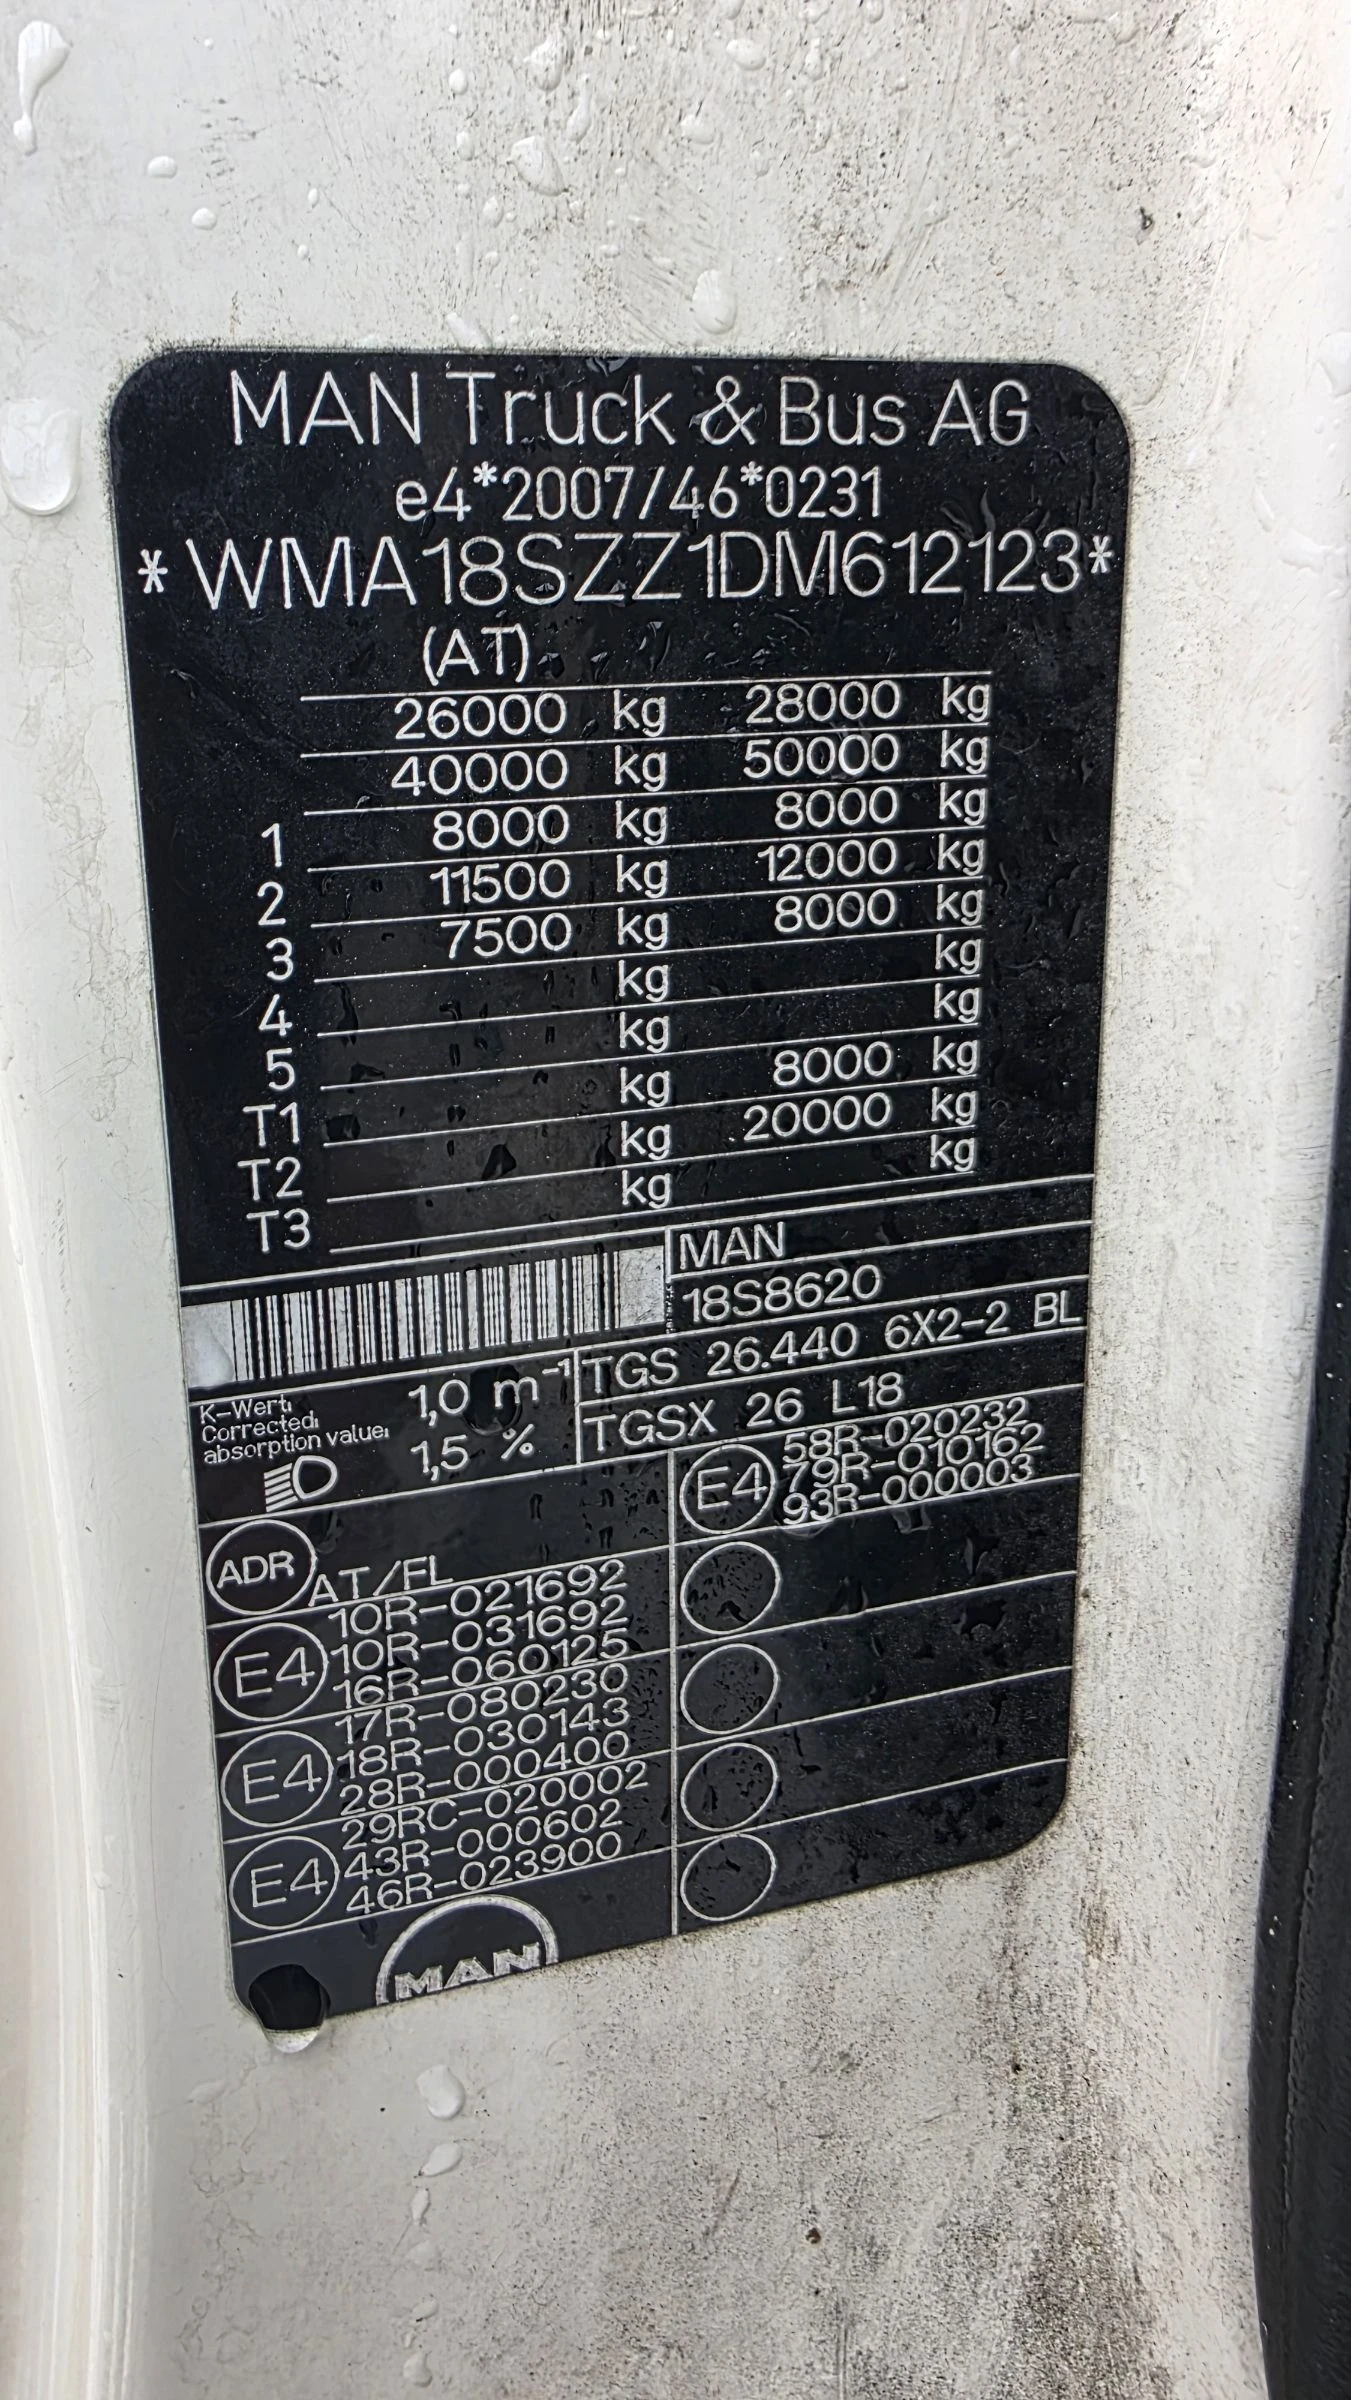 MAN Truck & Bus AG
e4*2007/46*0231
*WMA18SZZ1DM612123*
(AT)
26000 kg 28000 kg
40000 kg 50000 kg
1 8000 kg 8000 kg
2 11500 kg 12000 kg
3 7500 kg 8000 kg
4 kg kg
5 kg kg
T1 kg 8000 kg
T2 kg 20000 kg
T3 kg kg
MAN
18S8620
TGS 26.440 6X2-2 BL
TGSX 26 L18
K-Wert:
Corrected:
absorption value:
1,0 m-1
1,5 %
ADR AT/FL
E4
10R-021692
10R-031692
16R-060125
E4
17R-080230
18R-030143
28R-000400
E4
29RC-020002
43R-000602
46R-023900
E4
58R-020232
79R-010162
93R-000003
MAN